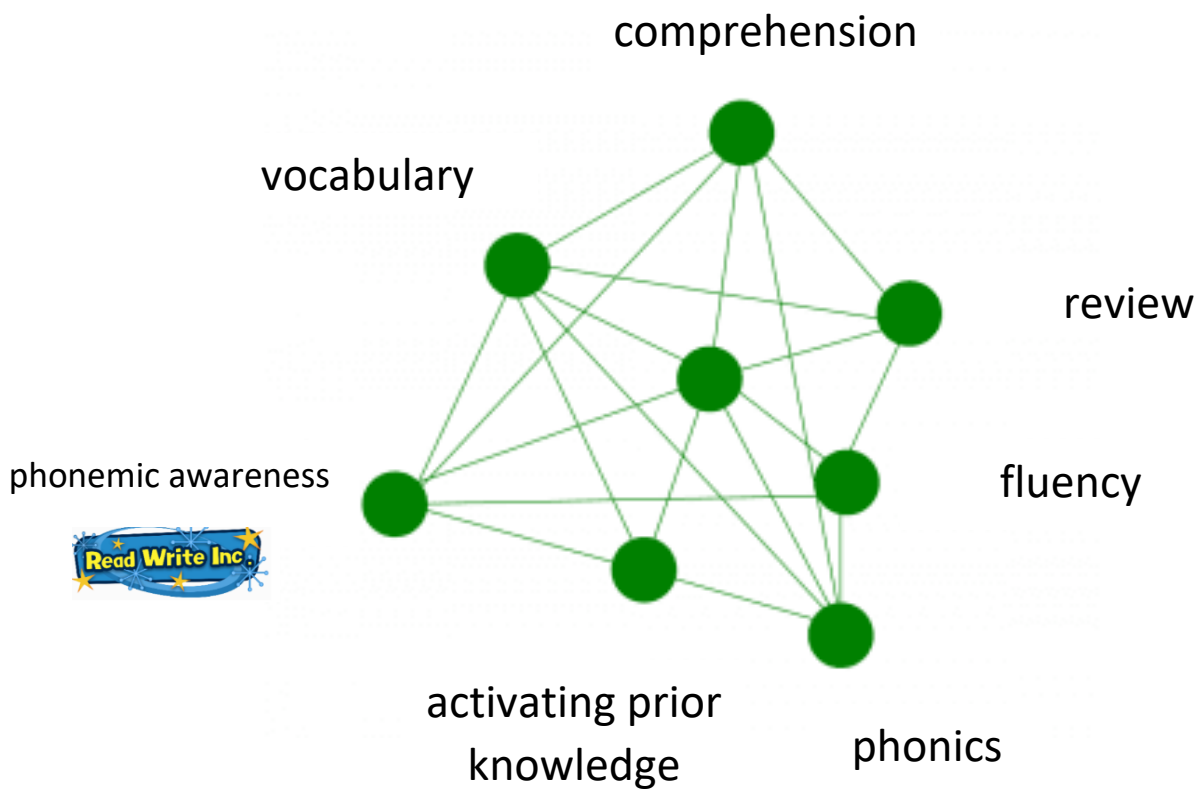 comprehension
vocabulary
review
phonemic awareness
fluency
Read Write Inc.
activating prior
knowledge
phonics